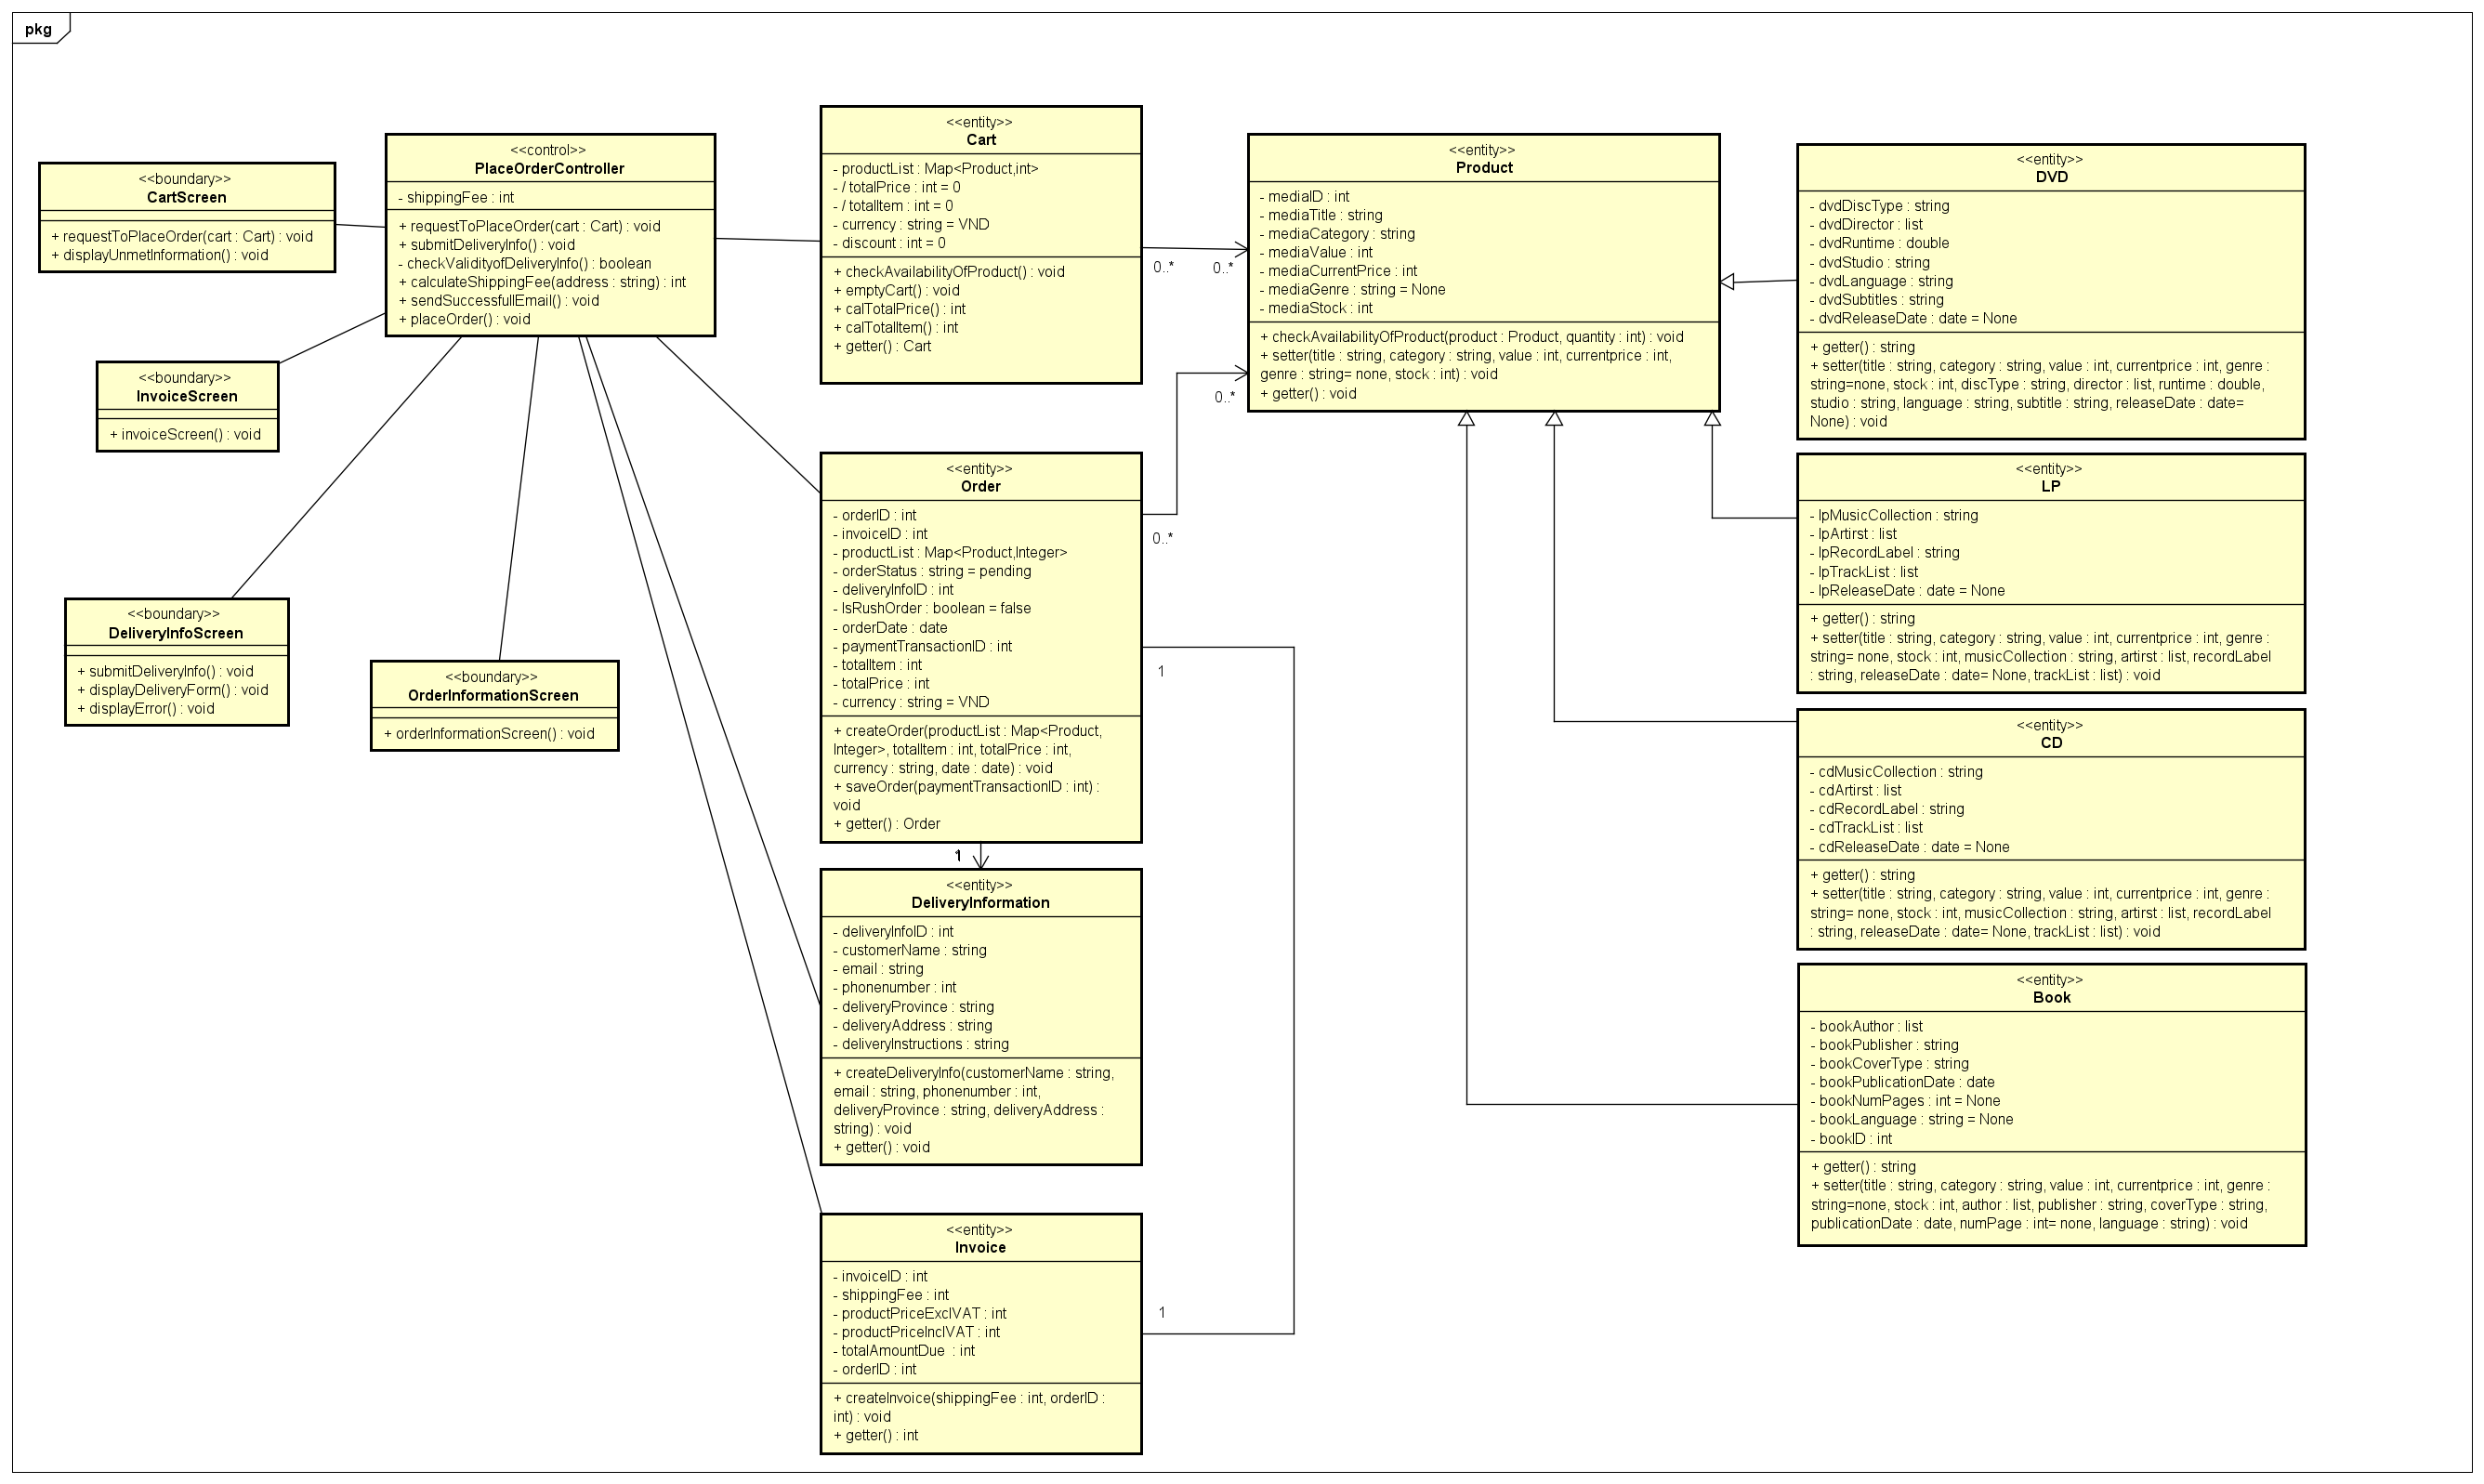 pkg
<<boundary>>
CartScreen
+ requestToPlaceOrder(cart : Cart) : void
+ displayUnmetInformation() : void
<<control>>
PlaceOrderController
- shippingFee : int
+ requestToPlaceOrder(cart : Cart) : void
+ submitDeliveryInfo() : void
- checkValidityofDeliveryInfo() : boolean
+ calculateShippingFee(address : string) : int
+ sendSuccessfullEmail() : void
+ placeOrder() : void
<<boundary>>
InvoiceScreen
+ invoiceScreen() : void
<<boundary>>
DeliveryInfoScreen
+ submitDeliveryInfo() : void
+ displayDeliveryForm() : void
+ displayError() : void
<<boundary>>
OrderInformationScreen
+ orderInformationScreen() : void
<<entity>>
Cart
- productList : Map<Product,int>
- / totalPrice : int = 0
- / totalItem : int = 0
- currency : string = VND
- discount : int = 0
+ checkAvailabilityOfProduct() : void
+ emptyCart() : void
+ calTotalPrice() : int
+ calTotalItem() : int
+ getter() : Cart
0..*
0..*
<<entity>>
Order
- orderID : int
- invoiceID : int
- productList : Map<Product,Integer>
- orderStatus : string = pending
- deliveryInfoID : int
- IsRushOrder : boolean = false
- orderDate : date
- paymentTransactionID : int
- totalItem : int
- totalPrice : int
- currency : string = VND
+ createOrder(productList : Map<Product,
Integer>, totalItem : int, totalPrice : int,
currency : string, date : date) : void
+ saveOrder(paymentTransactionID : int) :
void
+ getter() : Order
0..*
0..*
1
1
<<entity>>
DeliveryInformation
- deliveryInfoID : int
- customerName : string
- email : string
- phonenumber : int
- deliveryProvince : string
- deliveryAddress : string
- deliveryInstructions : string
+ createDeliveryInfo(customerName : string,
email : string, phonenumber : int,
deliveryProvince : string, deliveryAddress :
string) : void
+ getter() : void
<<entity>>
Invoice
- invoiceID : int
- shippingFee : int
- productPriceExclVAT : int
- productPriceInclVAT : int
- totalAmountDue : int
- orderID : int
+ createInvoice(shippingFee : int, orderID :
int) : void
+ getter() : int
1
<<entity>>
Product
- mediaID : int
- mediaTitle : string
- mediaCategory : string
- mediaValue : int
- mediaCurrentPrice : int
- mediaGenre : string = None
- mediaStock : int
+ checkAvailabilityOfProduct(product : Product, quantity : int) : void
+ setter(title : string, category : string, value : int, currentprice : int,
genre : string= none, stock : int) : void
+ getter() : void
<<entity>>
DVD
- dvdDiscType : string
- dvdDirector : list
- dvdRuntime : double
- dvdStudio : string
- dvdLanguage : string
- dvdSubtitles : string
- dvdReleaseDate : date = None
+ getter() : string
+ setter(title : string, category : string, value : int, currentprice : int, genre :
string=none, stock : int, discType : string, director : list, runtime : double,
studio : string, language : string, subtitle : string, releaseDate : date=
None) : void
<<entity>>
LP
- lpMusicCollection : string
- lpArtirst : list
- lpRecordLabel : string
- lpTrackList : list
- lpReleaseDate : date = None
+ getter() : string
+ setter(title : string, category : string, value : int, currentprice : int, genre :
string= none, stock : int, musicCollection : string, artirst : list, recordLabel
: string, releaseDate : date= None, trackList : list) : void
<<entity>>
CD
- cdMusicCollection : string
- cdArtirst : list
- cdRecordLabel : string
- cdTrackList : list
- cdReleaseDate : date = None
+ getter() : string
+ setter(title : string, category : string, value : int, currentprice : int, genre :
string= none, stock : int, musicCollection : string, artirst : list, recordLabel
: string, releaseDate : date= None, trackList : list) : void
<<entity>>
Book
- bookAuthor : list
- bookPublisher : string
- bookCoverType : string
- bookPublicationDate : date
- bookNumPages : int = None
- bookLanguage : string = None
- bookID : int
+ getter() : string
+ setter(title : string, category : string, value : int, currentprice : int, genre :
string=none, stock : int, author : list, publisher : string, coverType : string,
publicationDate : date, numPage : int= none, language : string) : void